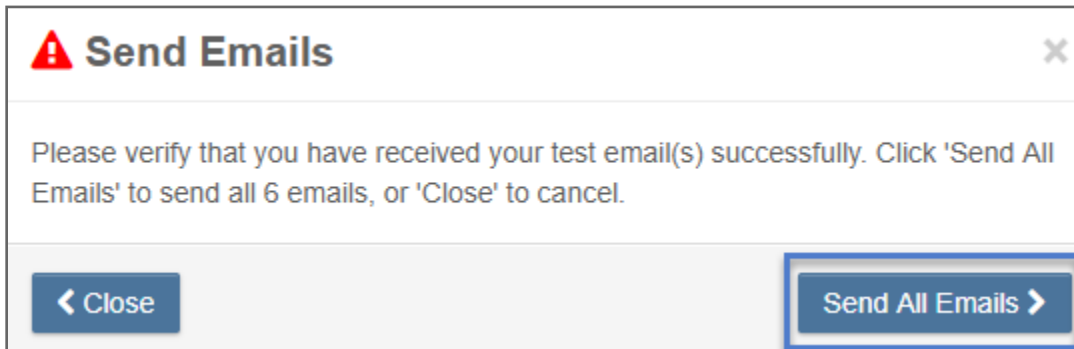 Send Emails
Please verify that you have received your test email(s) successfully. Click 'Send All
Emails' to send all 6 emails, or 'Close' to cancel.
Close
Send All Emails